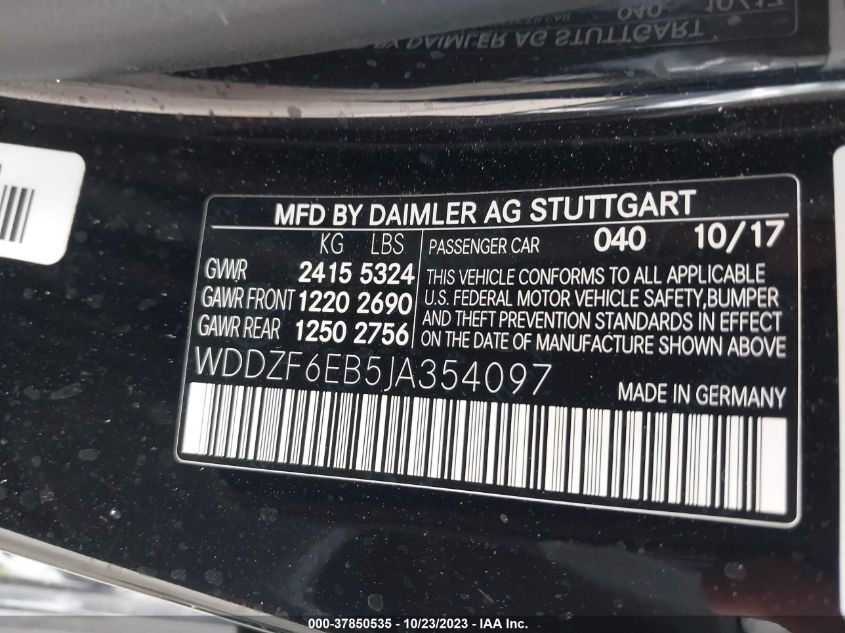 MFD BY DAIMLER AG STUTTGART
KG LBS
GVWR 2415 5324
GAWR FRONT 1220 2690
GAWR REAR 1250 2756
PASSENGER CAR 040 10/17
THIS VEHICLE CONFORMS TO ALL APPLICABLE
U.S. FEDERAL MOTOR VEHICLE SAFETY,BUMPER
AND THEFT PREVENTION STANDARDS IN EFFECT
ON THE DATE OF MANUFACTURE SHOWN ABOVE
WDDZF6EB5JA354097
MADE IN GERMANY
000-37850535 - 10/23/2023 - IAA Inc.